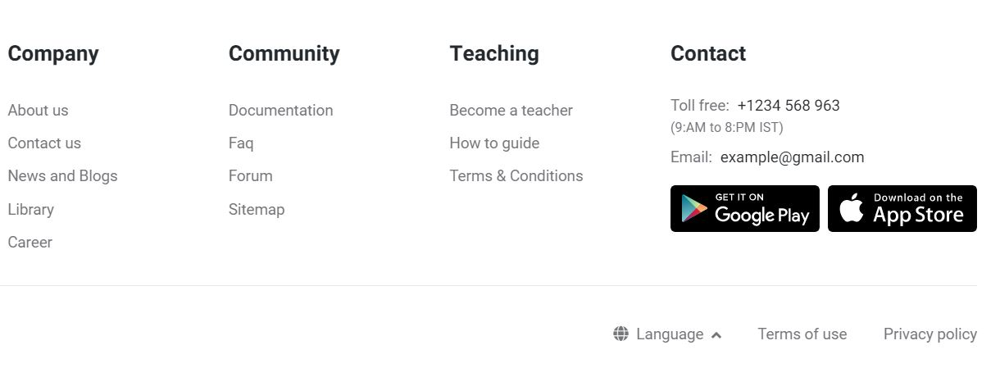 Company
About us
Contact us
News and Blogs
Library
Career
Community
Documentation
Faq
Forum
Sitemap
Teaching
Become a teacher
How to guide
Terms & Conditions
Contact
Toll free: +1234 568 963
(9:AM to 8:PM IST)
Email: example@gmail.com
GET IT ON
Google Play
Download on the
App Store
Language
Terms of use
Privacy policy